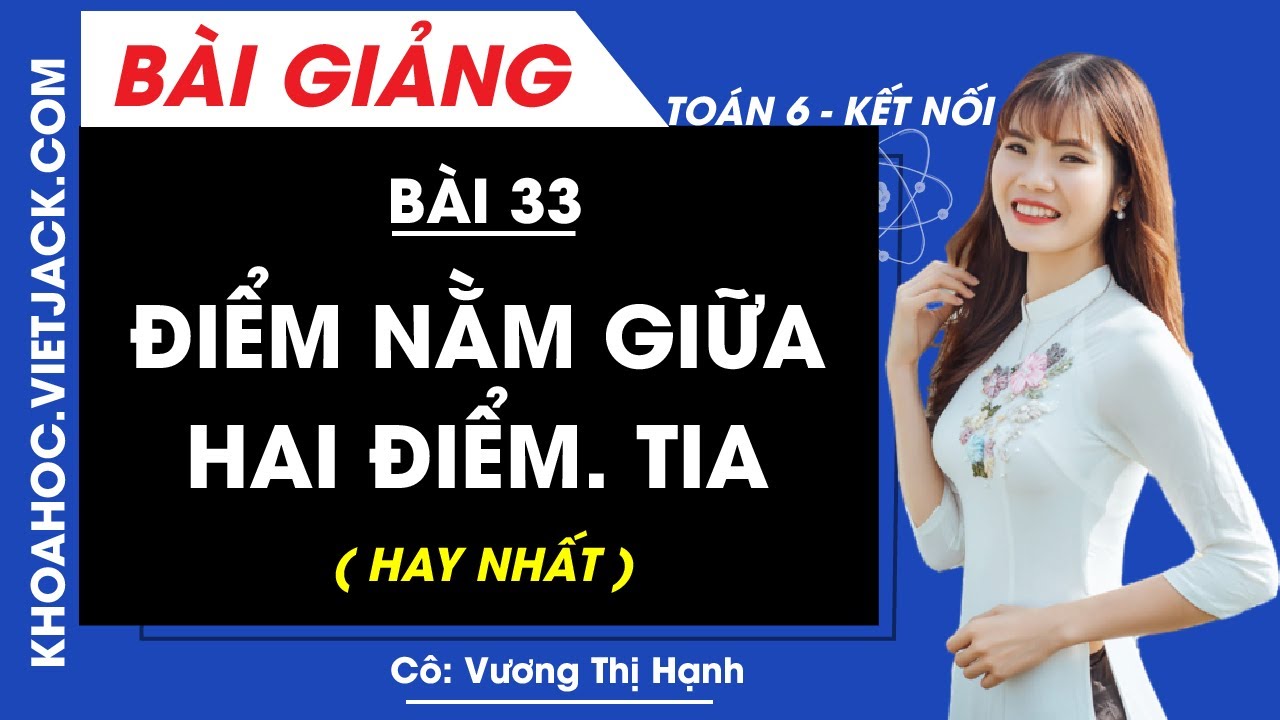 BÀI GIẢNG
TOÁN 6 - KẾT NỐI
KHOAHOC.VIETJACK.COM
BÀI 33
ĐIỂM NẰM GIỮA
HAI ĐIỂM. TIA
( HAY NHẤT )
Cô: Vương Thị Hạnh